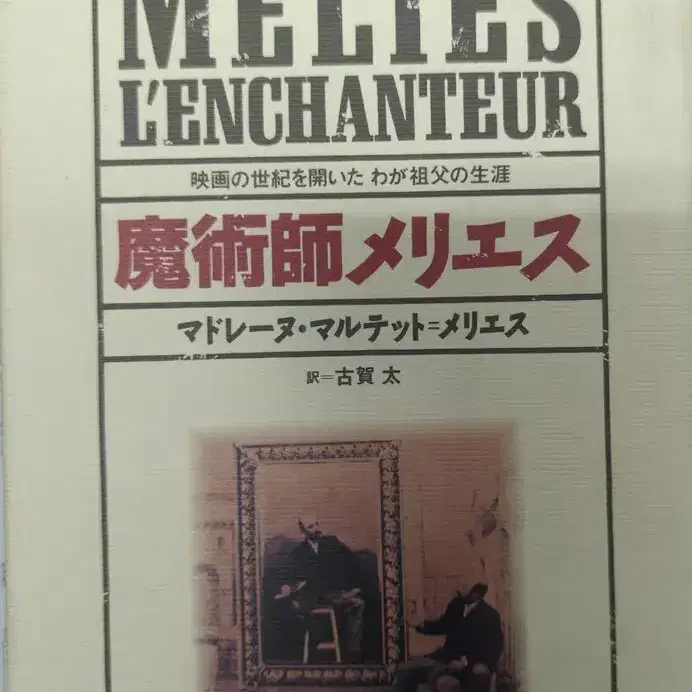 MÉLIÈS
L'ENCHANTEUR
映画の世紀を開いた わが祖父の生涯
魔術師メリエス
マドレーヌ・マルテット=メリエス
訳=古賀 太